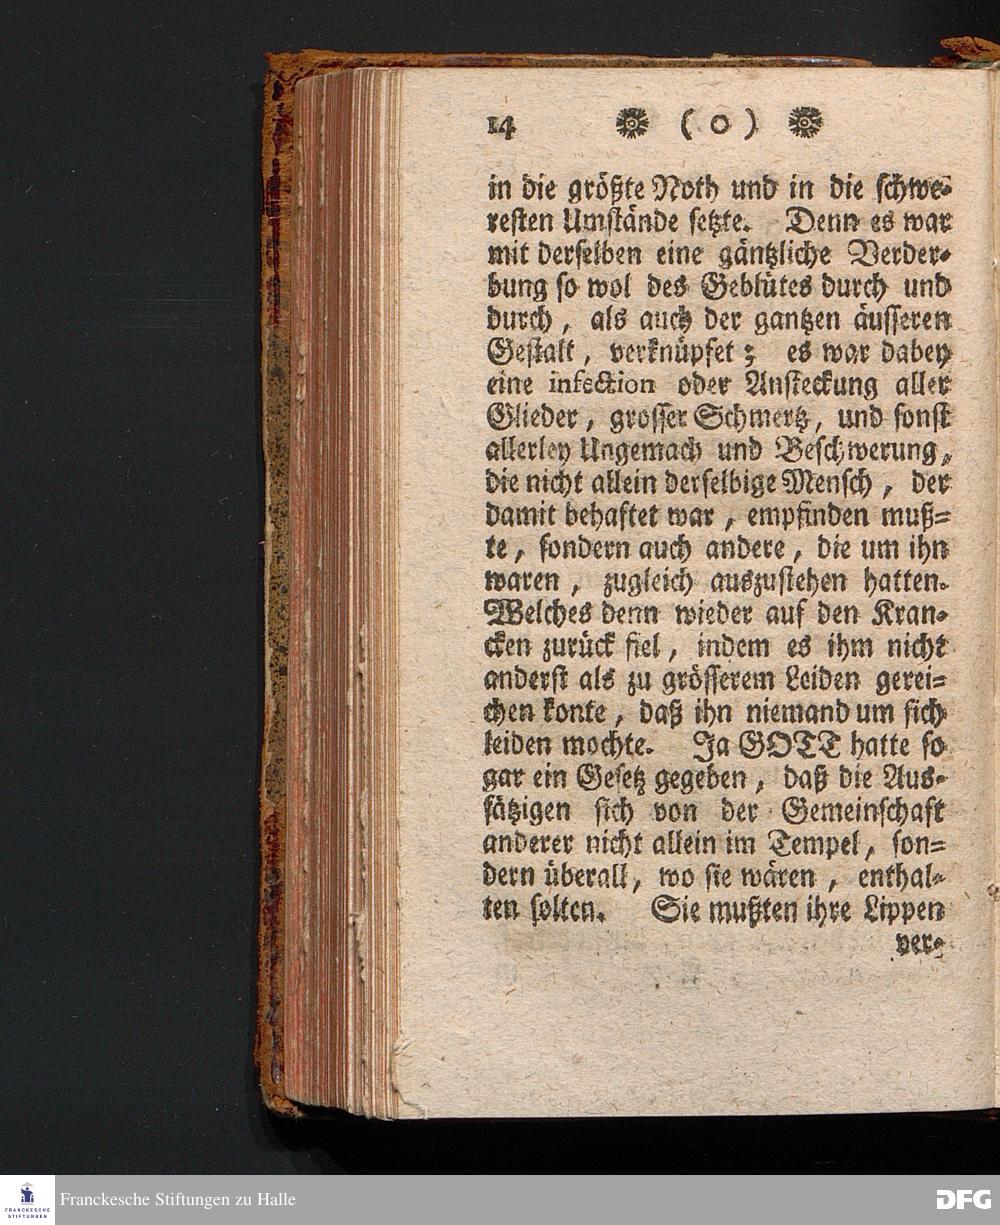 14 ( o )
in die größte Noth und in die schwe-
resten Umstände setzte. Denn es war
mit derselben eine gäntzliche Verder-
bung so wol des Geblütes durch und
durch, als auch der gantzen äusseren
Gestalt, verknüpfet; es war dabey
eine infection oder Ansteckung aller
Glieder, grosser Schmertz, und sonst
allerley Ungemach und Beschwerung,
die nicht allein derselbige Mensch, der
damit behaftet war, empfinden muß-
te, sondern auch andere, die um ihn
waren, zugleich auszustehen hatten.
Welches denn wieder auf den Kran-
cken zurück fiel, indem es ihm nicht
anderst als zu grösserem Leiden gerei-
chen konte, daß ihn niemand um sich
leiden mochte. Ja GOTT hatte so
gar ein Gesetz gegeben, daß die Aus-
sätzigen sich von der Gemeinschaft
anderer nicht allein im Tempel, son-
dern überall, wo sie wären, enthal-
ten solten. Sie mußten ihre Lippen
ver-
FRANCKESCHE
STIFTUNGEN
Franckesche Stiftungen zu Halle
DFG